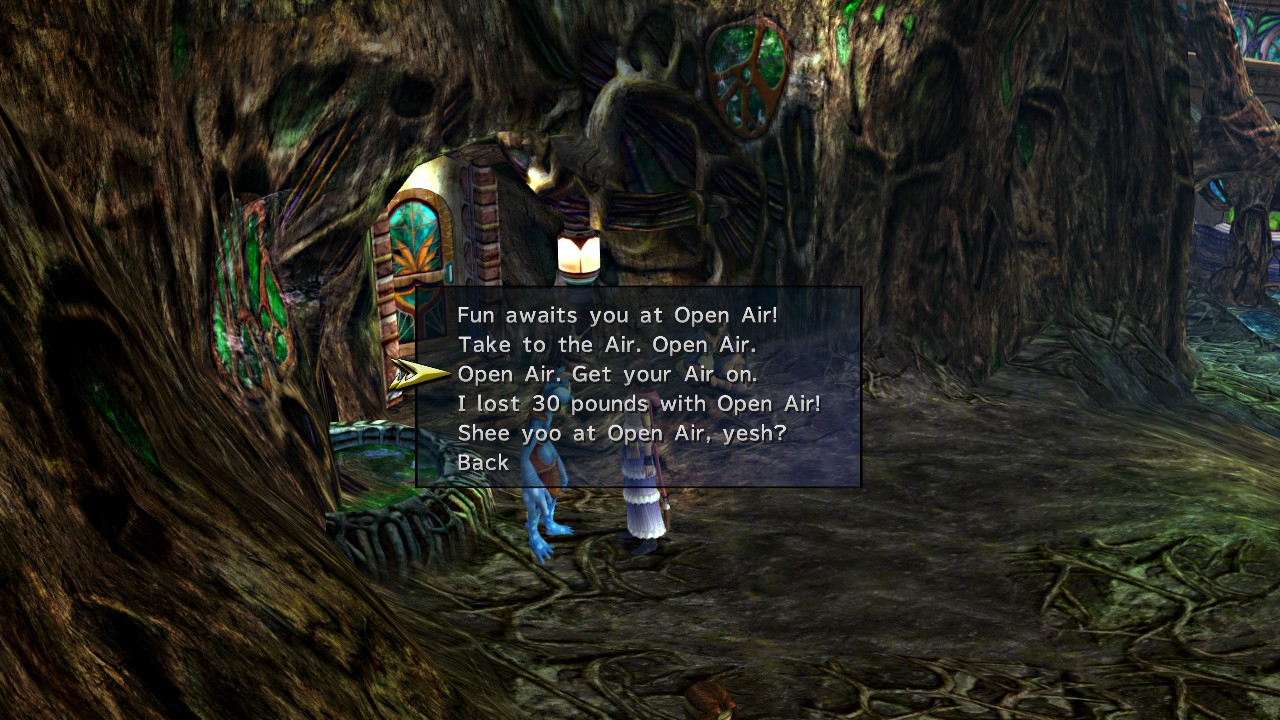 Fun awaits you at Open Air!
Take to the Air. Open Air.
Open Air. Get your Air on.
I lost 30 pounds with Open Air!
Shee yoo at Open Air, yesh?
Back